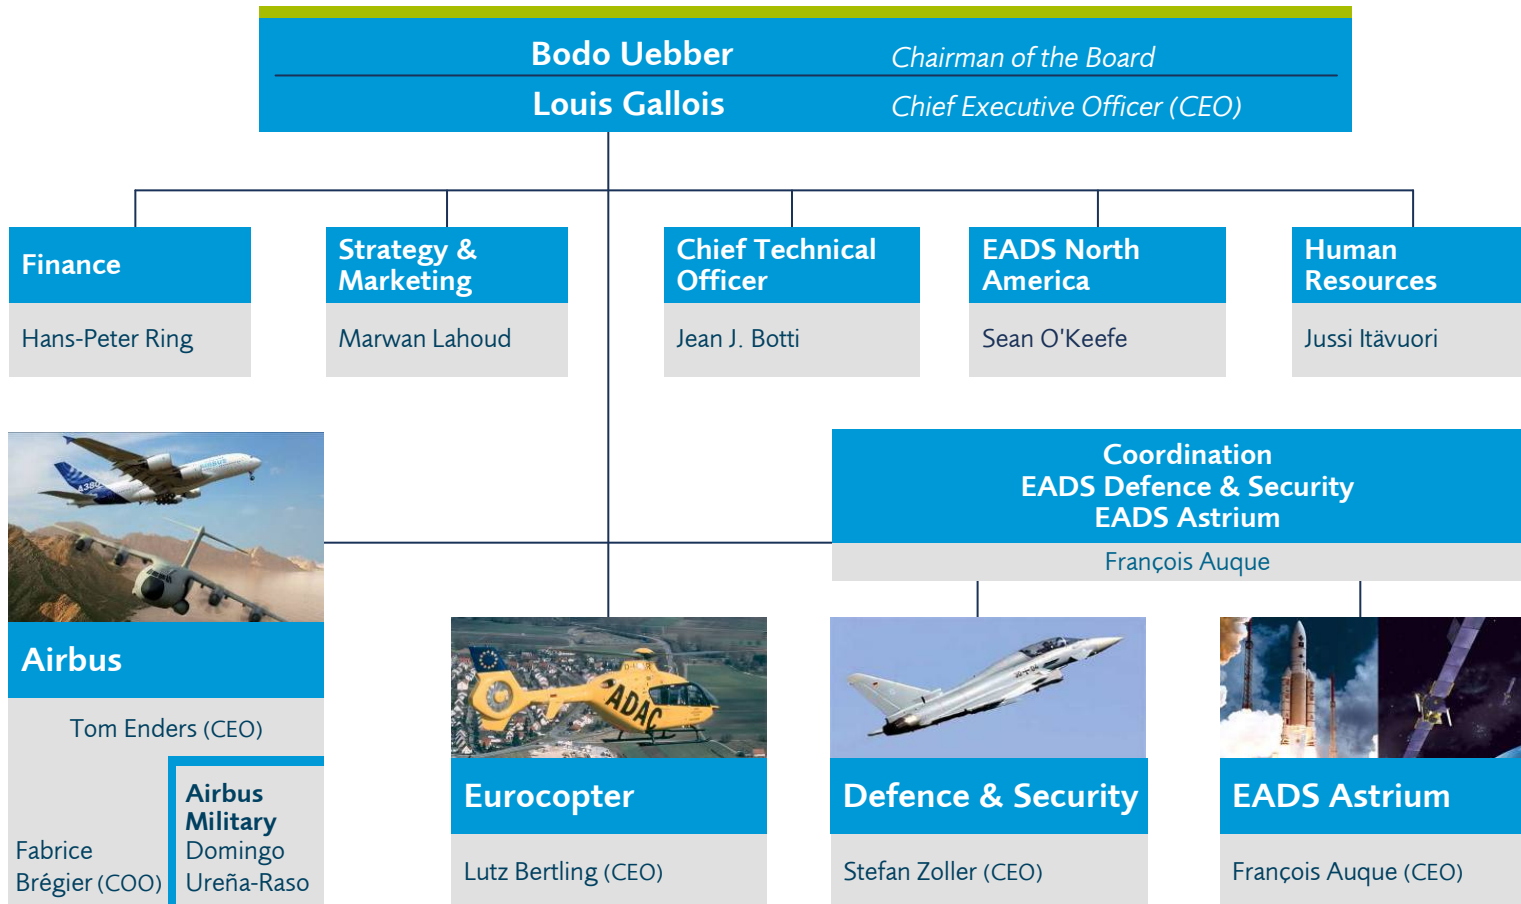 Bodo Uebber Chairman of the Board
Louis Gallois Chief Executive Officer (CEO)
Finance
Hans-Peter Ring
Strategy &
Marketing
Marwan Lahoud
Chief Technical
Officer
Jean J. Botti
EADS North
America
Sean O'Keefe
Human
Resources
Jussi Itävuori
A380
AIRBUS
Airbus
Tom Enders (CEO)
Fabrice
Brégier (COO)
Airbus
Military
Domingo
Ureña-Raso
Coordination
EADS Defence & Security
EADS Astrium
François Auque
ADAC
Eurocopter
Lutz Bertling (CEO)
Defence & Security
Stefan Zoller (CEO)
EADS Astrium
François Auque (CEO)